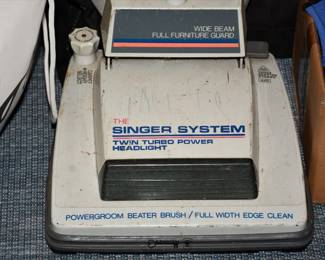 WIDE BEAM
FULL FURNITURE GUARD
THE
SINGER SYSTEM
TWIN TURBO POWER
HEADLIGHT
POWERGROOM BEATER BRUSH / FULL WIDTH EDGE CLEAN